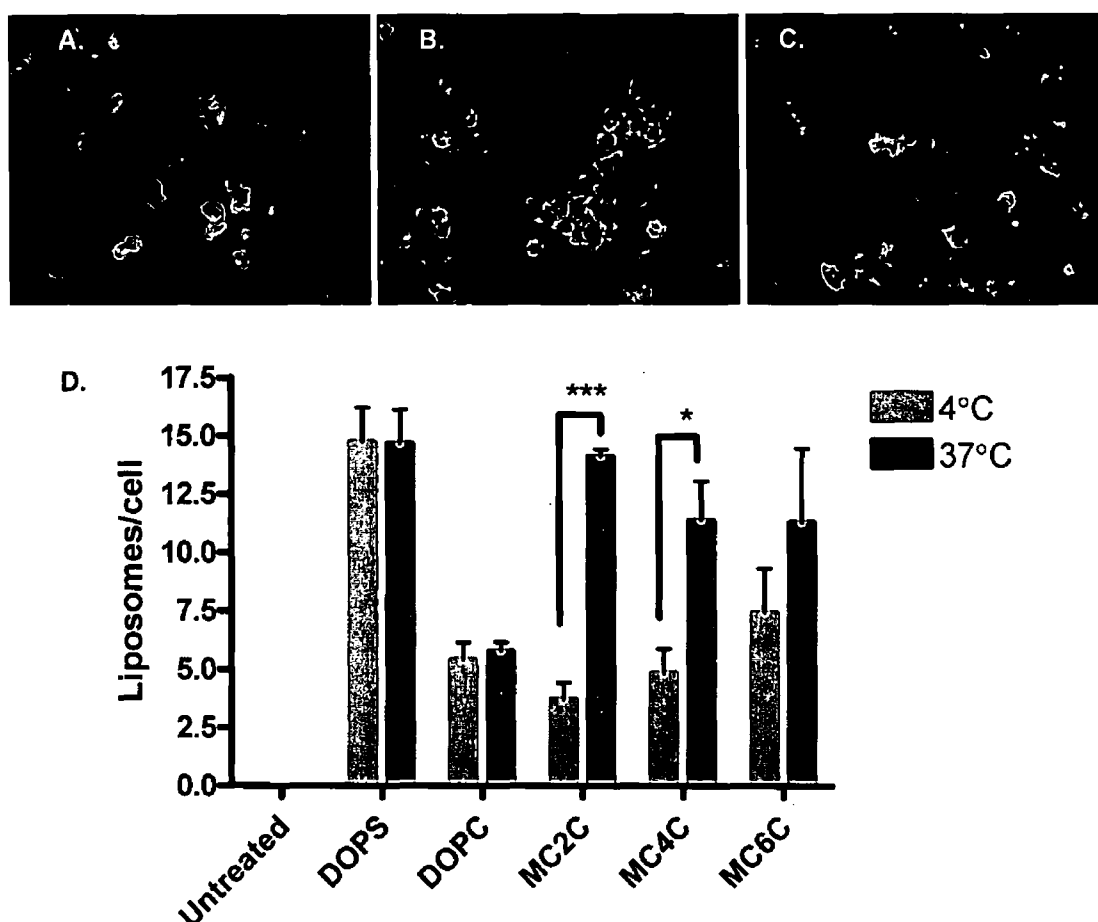 A.
B.
C.
D.
Liposomes/cell
17.5
15.0
12.5
10.0
7.5
5.0
2.5
0.0
***
*
4°C
37°C
Untreated
DOPS
DOPC
MC2C
MC4C
MC6C